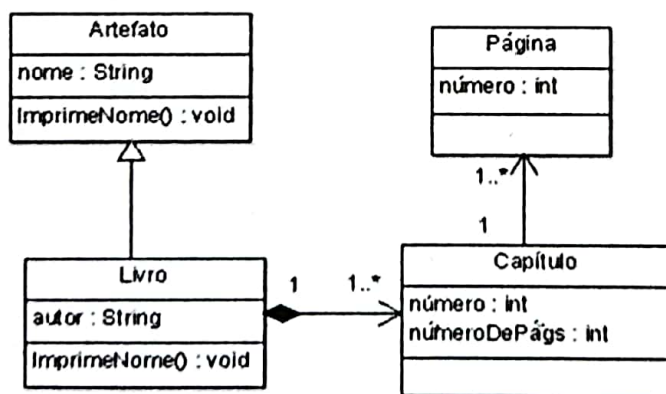 Artefato
nome : String
ImprimeNome() : void
Página
número : int
1..*
1
Livro
autor : String
ImprimeNome() : void
1
1..*
Capítulo
número : int
númeroDePágs : int